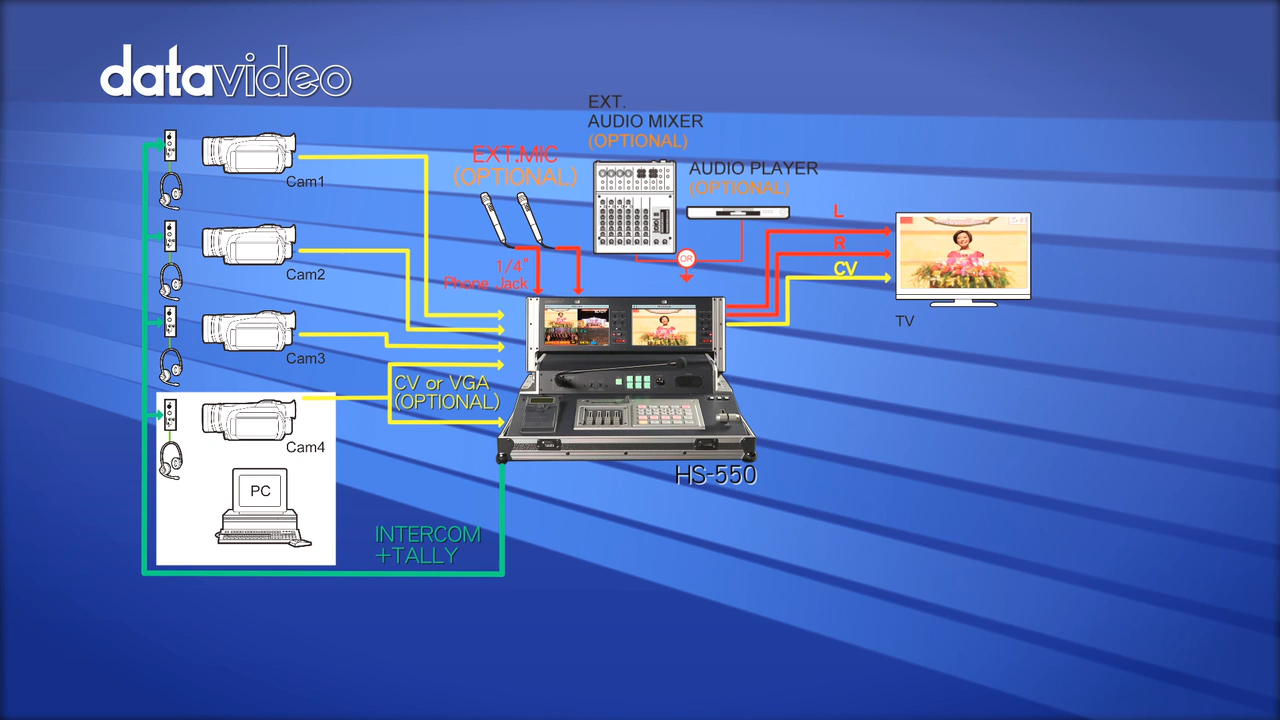 datavideo
EXT.
AUDIO MIXER
(OPTIONAL)
EXT.MIC
(OPTIONAL)
AUDIO PLAYER
(OPTIONAL)
Cam1
L
R
OR
CV
1/4"
Phone Jack
Cam2
TV
Cam3
CV or VGA
(OPTIONAL)
Cam4
HS-550
PC
INTERCOM
+TALLY